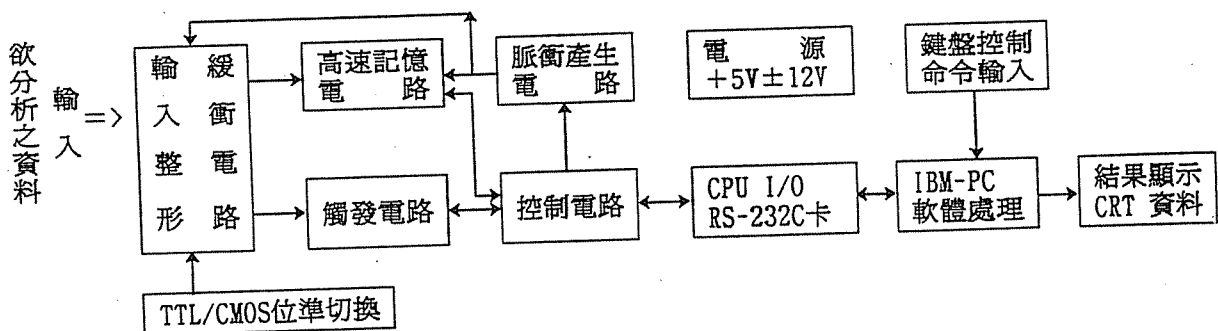 欲分析之資料
輸入
=>
輸入整形
緩衝電路
高速記憶
電路
脈衝產生
電路
電源
+5V±12V
鍵盤控制
命令輸入
觸發電路
控制電路
CPU I/O
RS-232C卡
IBM-PC
軟體處理
結果顯示
CRT 資料
TTL/CMOS位準切換